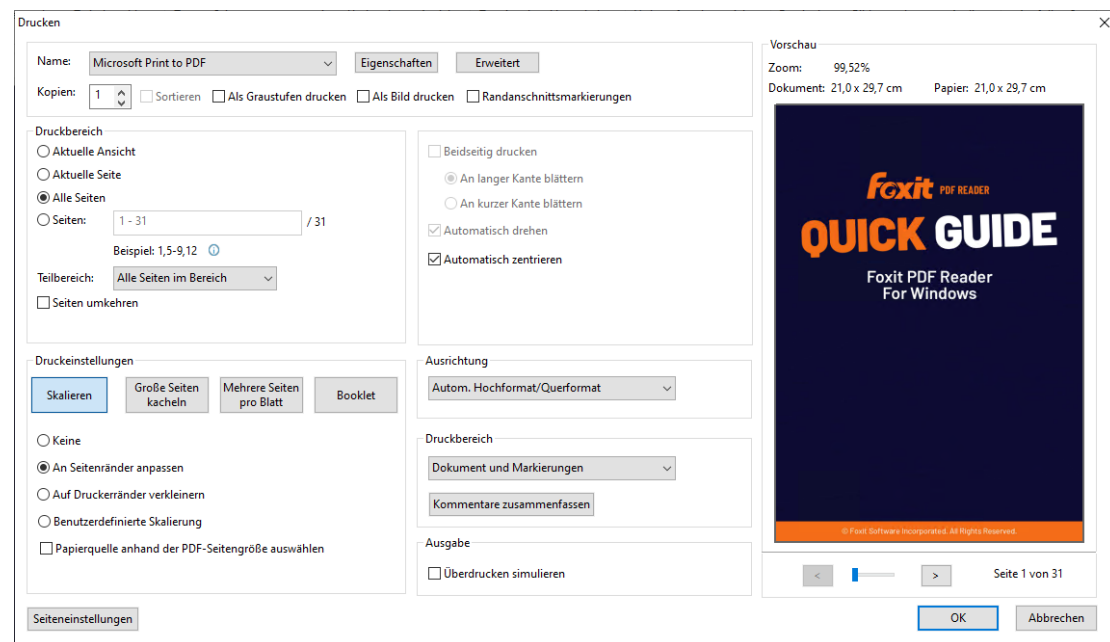 Drucken
Name: Microsoft Print to PDF Eigenschaften Erweitert
Kopien: 1 Sortieren Als Graustufen drucken Als Bild drucken Randanschnittsmarkierungen
Druckbereich
Aktuelle Ansicht
Aktuelle Seite
Alle Seiten
Seiten: 1 - 31 / 31
Beispiel: 1,5-9,12
Teilbereich: Alle Seiten im Bereich
Seiten umkehren
Beidseitig drucken
An langer Kante blättern
An kurzer Kante blättern
Automatisch drehen
Automatisch zentrieren
Druckeinstellungen
Skalieren
Große Seiten
kacheln
Mehrere Seiten
pro Blatt
Booklet
Keine
An Seitenränder anpassen
Auf Druckerränder verkleinern
Benutzerdefinierte Skalierung
Papierquelle anhand der PDF-Seitengröße auswählen
Ausrichtung
Autom. Hochformat/Querformat
Druckbereich
Dokument und Markierungen
Kommentare zusammenfassen
Ausgabe
Überdrucken simulieren
Vorschau
Zoom: 99,52%
Dokument: 21,0 x 29,7 cm Papier: 21,0 x 29,7 cm
Foxit PDF READER
QUICK GUIDE
Foxit PDF Reader
For Windows
© Foxit Software Incorporated. All Rights Reserved.
< > Seite 1 von 31
Seiteneinstellungen
OK Abbrechen